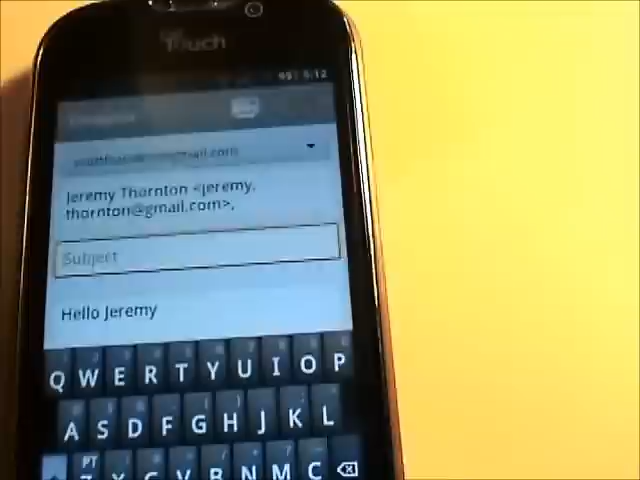 Touch
5:12
Jeremy Thornton <jeremy.
thornton@gmail.com>,
Subject
Hello Jeremy
Q W E R T Y U I O P
A S D F G H J K L
PT
Z X C V B N M C